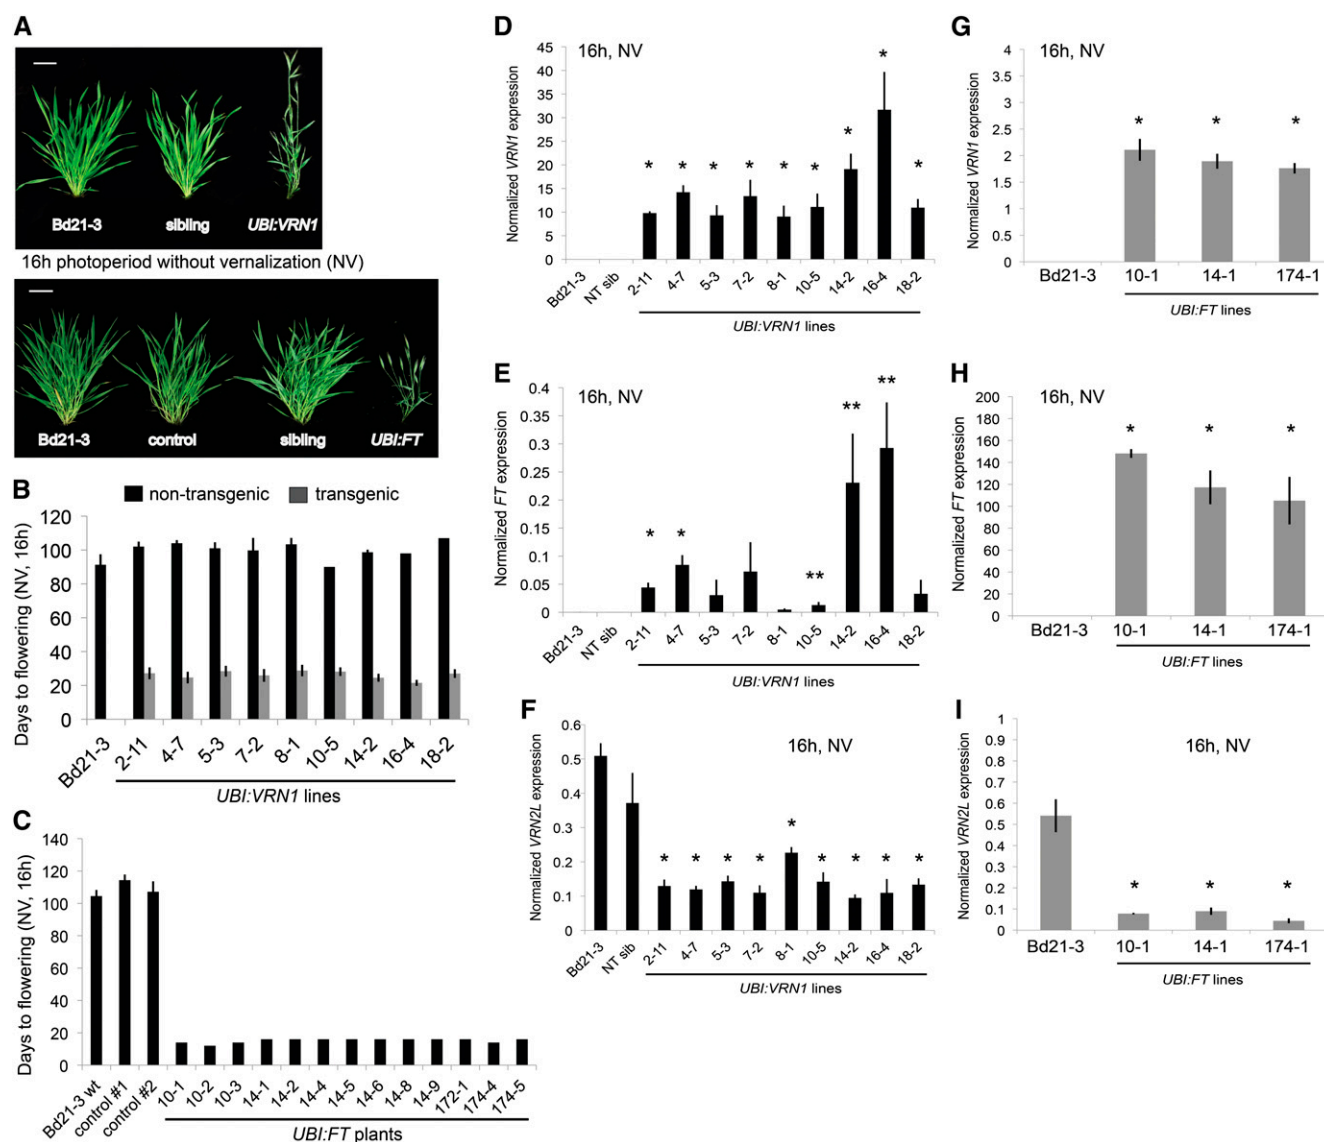 A
Bd21-3 sibling UBI:VRN1
16h photoperiod without vernalization (NV)
Bd21-3 control sibling UBI:FT
B
non-transgenic transgenic
Days to flowering (NV, 16h)
120
100
80
60
40
20
0
Bd21-3 2-11 4-7 5-3 7-2 8-1 10-5 14-2 16-4 18-2
UBI:VRN1 lines
C
Days to flowering (NV, 16h)
140
120
100
80
60
40
20
0
Bd21-3 wt control #1 control #2 10-1 10-2 10-3 14-1 14-2 14-4 14-5 14-6 14-8 14-9 172-1 174-4 174-5
UBI:FT plants
D
16h, NV
Normalized VRN1 expression
45
40
35
30
25
20
15
10
5
0
* * * * * * * * *
Bd21-3 NT sib 2-11 4-7 5-3 7-2 8-1 10-5 14-2 16-4 18-2
UBI:VRN1 lines
E
16h, NV
Normalized FT expression
0.4
0.35
0.3
0.25
0.2
0.15
0.1
0.05
0
* * ** ** **
Bd21-3 NT sib 2-11 4-7 5-3 7-2 8-1 10-5 14-2 16-4 18-2
UBI:VRN1 lines
F
16h, NV
Normalized VRN2L expression
0.6
0.5
0.4
0.3
0.2
0.1
0
* * * * * * * * *
Bd21-3 NT sib 2-11 4-7 5-3 7-2 8-1 10-5 14-2 16-4 18-2
UBI:VRN1 lines
G
16h, NV
Normalized VRN1 expression
4
3.5
3
2.5
2
1.5
1
0.5
0
* * *
Bd21-3 10-1 14-1 174-1
UBI:FT lines
H
16h, NV
Normalized FT expression
200
180
160
140
120
100
80
60
40
20
0
* * *
Bd21-3 10-1 14-1 174-1
UBI:FT lines
I
16h, NV
Normalized VRN2L expression
1
0.9
0.8
0.7
0.6
0.5
0.4
0.3
0.2
0.1
0
* * *
Bd21-3 10-1 14-1 174-1
UBI:FT lines